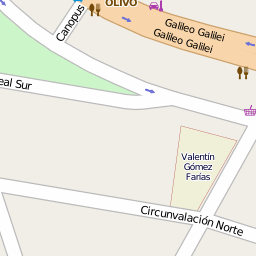 OLIVO
Galileo Galilei
Galileo Galilei
Canopus
eal Sur
Valentín
Gómez
Farías
Circunvalación Norte